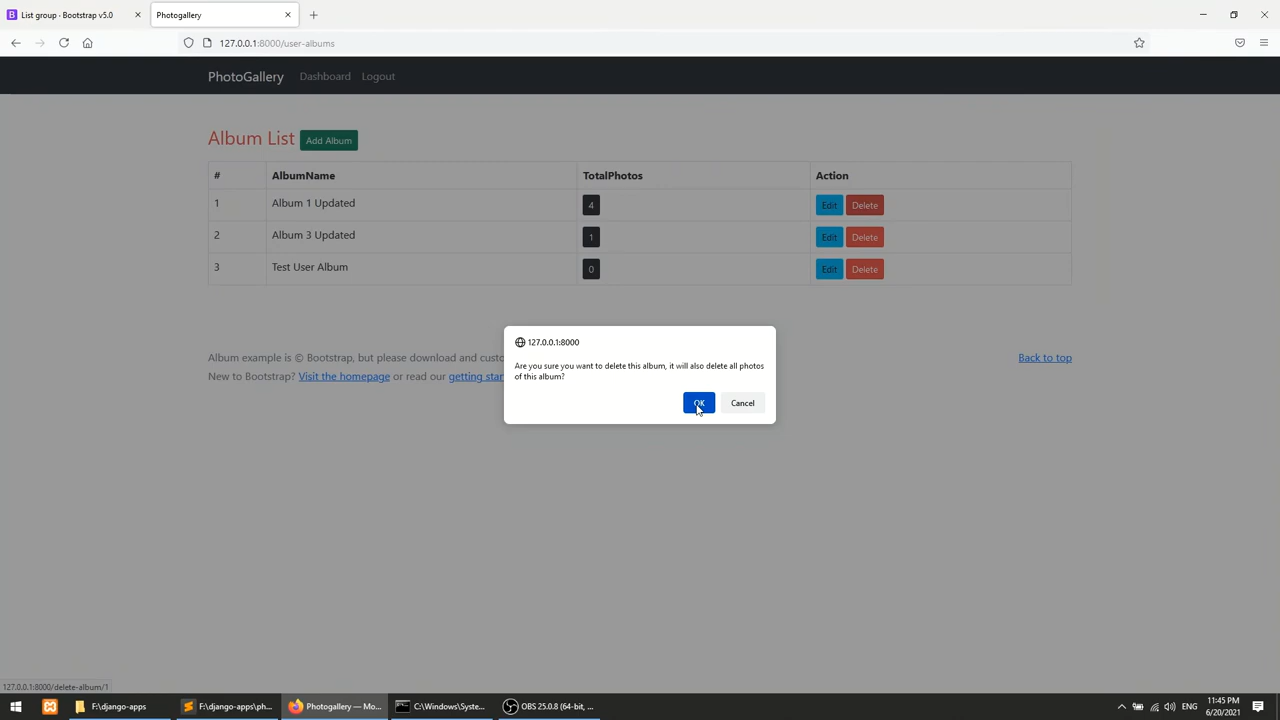 List group · Bootstrap v5.0
Photogallery
127.0.0.1:8000/user-albums
PhotoGallery Dashboard Logout
Album List Add Album
# AlbumName TotalPhotos Action
1 Album 1 Updated 4 Edit Delete
2 Album 3 Updated 1 Edit Delete
3 Test User Album 0 Edit Delete
127.0.0.1:8000
Are you sure you want to delete this album, it will also delete all photos
of this album?
OK Cancel
Album example is © Bootstrap, but please download and custo
Back to top
New to Bootstrap? Visit the homepage or read our getting star
127.0.0.1:8000/delete-album/1
F:\django-apps
F:\django-apps\ph...
Photogallery — Mo...
C:\Windows\Syste...
OBS 25.0.8 (64-bit, ...
ENG
11:45 PM
6/20/2021